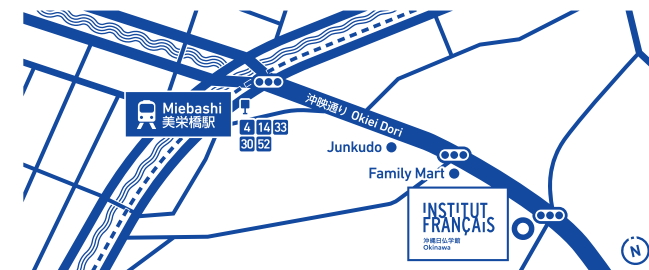 Miebashi
美栄橋駅
4 14 33
30 52
沖映通り Okiei Dori
Junkudo
Family Mart
INSTITUT
FRANÇAIS
沖縄日仏学館
Okinawa
N